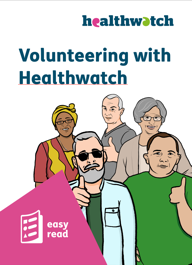 healthwatch
Volunteering with
Healthwatch
easy
read